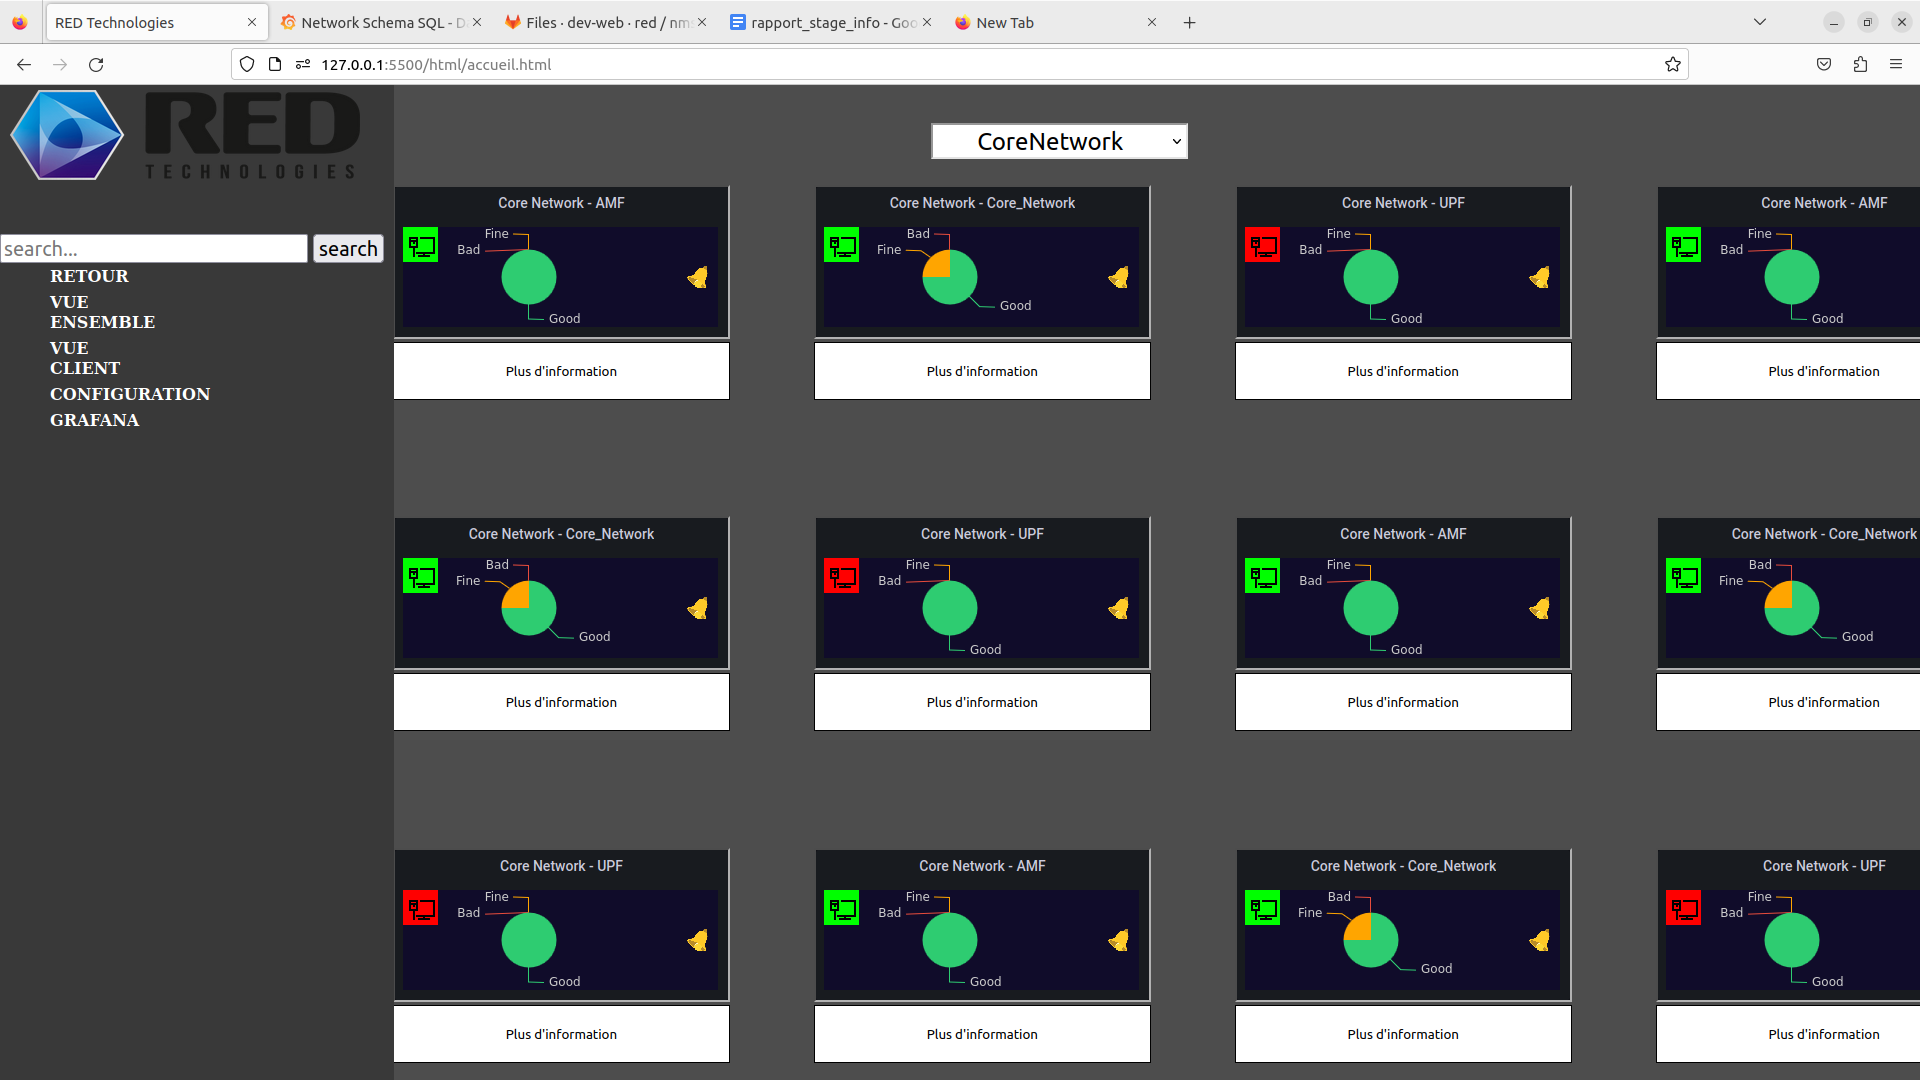 RED Technologies
Network Schema SQL - D
Files · dev-web · red / nm
rapport_stage_info - Goo
New Tab
127.0.0.1:5500/html/accueil.html
RED
TECHNOLOGIES
search...
search
RETOUR
VUE
ENSEMBLE
VUE
CLIENT
CONFIGURATION
GRAFANA
CoreNetwork
Core Network - AMF
Fine
Bad
Good
Plus d'information
Core Network - Core_Network
Bad
Fine
Good
Plus d'information
Core Network - UPF
Fine
Bad
Good
Plus d'information
Core Network - AMF
Fine
Bad
Good
Plus d'information
Core Network - Core_Network
Bad
Fine
Good
Plus d'information
Core Network - UPF
Fine
Bad
Good
Plus d'information
Core Network - AMF
Fine
Bad
Good
Plus d'information
Core Network - Core_Network
Bad
Fine
Good
Plus d'information
Core Network - UPF
Fine
Bad
Good
Plus d'information
Core Network - AMF
Fine
Bad
Good
Plus d'information
Core Network - Core_Network
Bad
Fine
Good
Plus d'information
Core Network - UPF
Fine
Bad
Good
Plus d'information